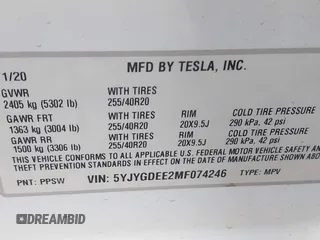 MFD BY TESLA, INC.
1/20
GVWR WITH TIRES
2405 kg (5302 lb) 255/40R20
GAWR FRT WITH TIRES RIM COLD TIRE PRESSURE
1363 kg (3004 lb) 255/40R20 20X9.5J 290 kPa, 42 psi
GAWR RR WITH TIRES RIM COLD TIRE PRESSURE
1500 kg (3306 lb) 255/40R20 20X9.5J 290 kPa, 42 psi
THIS VEHICLE CONFORMS TO ALL APPLICABLE U.S. FEDERAL MOTOR VEHICLE SAFETY AND
THEFT PREVENTION STANDARDS IN EFFECT ON THE DATE OF MANUFACTURE SHOWN ABOVE.
PNT: PPSW VIN: 5YJYGDEE2MF074246 TYPE: MPV
DREAMBID